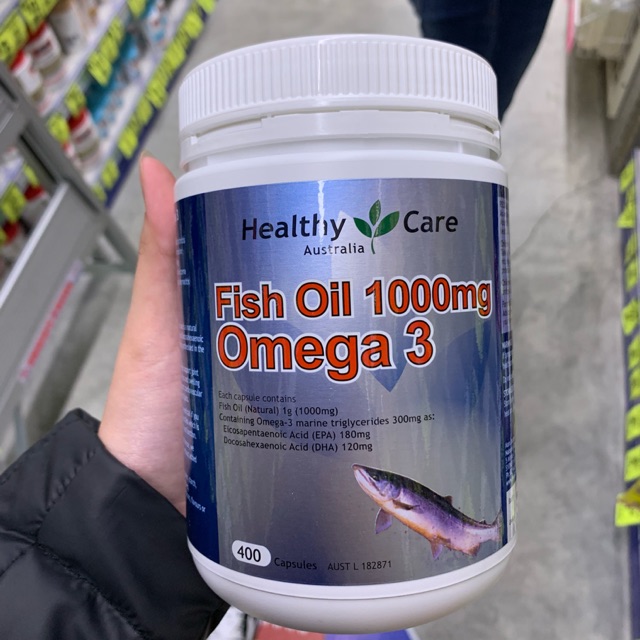 Healthy Care
Australia
Fish Oil 1000mg
Omega 3
Each capsule contains
Fish Oil (Natural) 1g (1000mg)
Containing Omega-3 marine triglycerides 300mg as:
Eicosapentaenoic Acid (EPA) 180mg
Docosahexaenoic Acid (DHA) 120mg
400 Capsules AUST L 182871